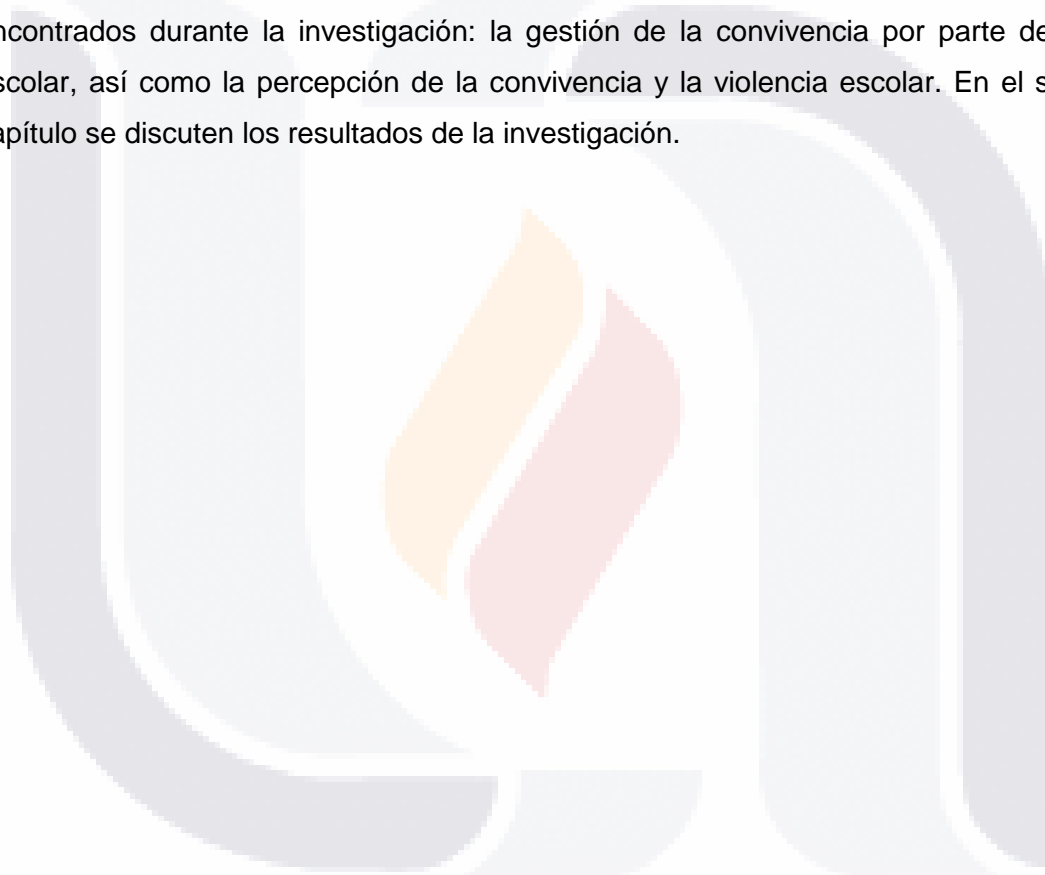 ncontrados durante la investigación: la gestión de la convivencia por parte de
scolar, así como la percepción de la convivencia y la violencia escolar. En el s
apítulo se discuten los resultados de la investigación.